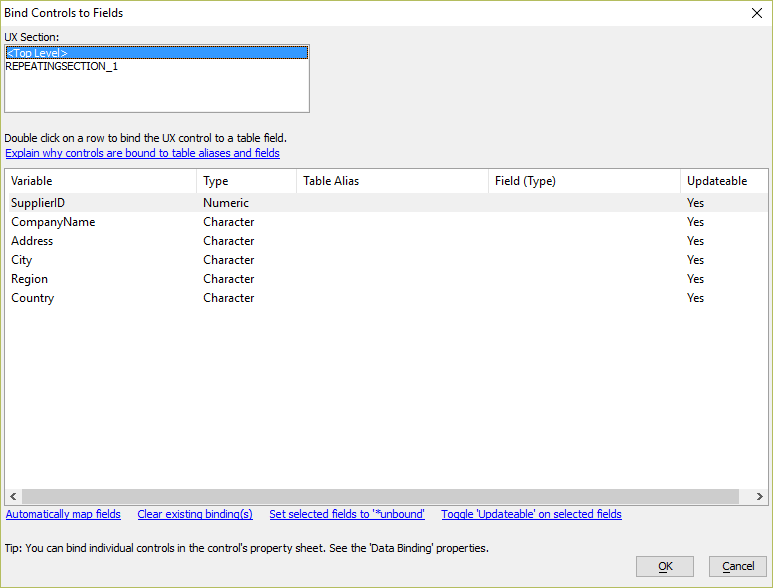 Bind Controls to Fields
UX Section:
<Top Level>
REPEATINGSECTION_1
Double click on a row to bind the UX control to a table field.
Explain why controls are bound to table aliases and fields
Variable Type Table Alias Field (Type) Updateable
SupplierID Numeric Yes
CompanyName Character Yes
Address Character Yes
City Character Yes
Region Character Yes
Country Character Yes
Automatically map fields Clear existing binding(s) Set selected fields to '*unbound' Toggle 'Updateable' on selected fields
Tip: You can bind individual controls in the control's property sheet. See the 'Data Binding' properties.
OK Cancel